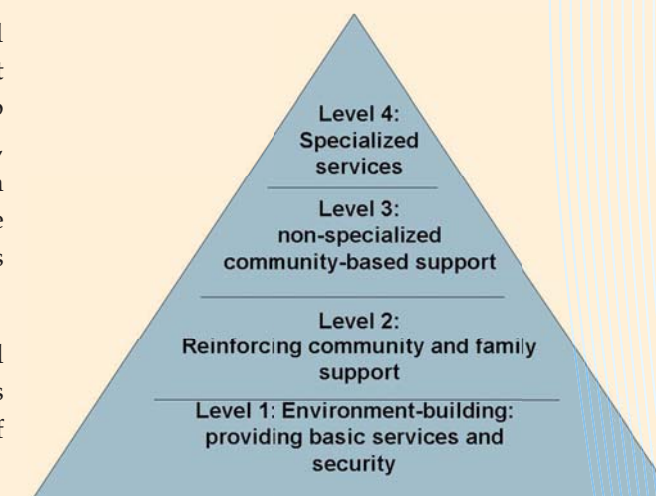 Level 4:
Specialized
services
Level 3:
non-specialized
community-based support
Level 2:
Reinforcing community and family
support
Level 1: Environment-building:
providing basic services and
security